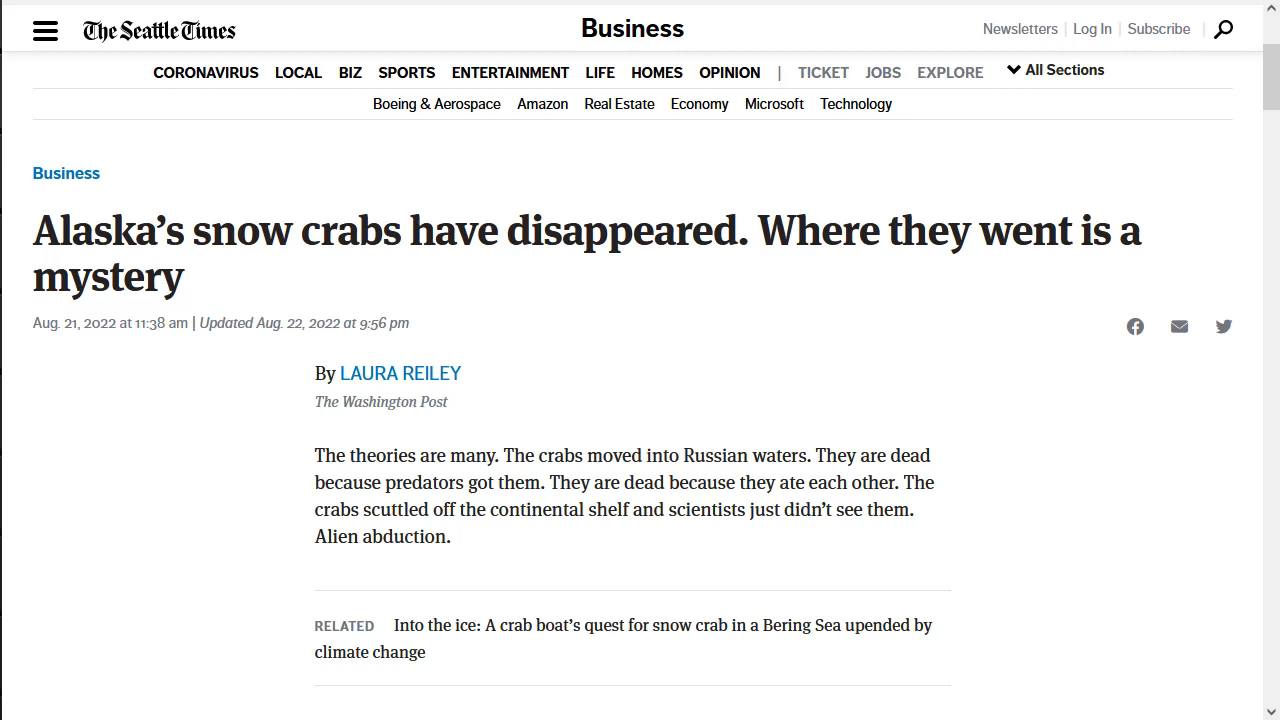 The Seattle Times
Business
Newsletters | Log In | Subscribe |
CORONAVIRUS LOCAL BIZ SPORTS ENTERTAINMENT LIFE HOMES OPINION | TICKET JOBS EXPLORE All Sections
Boeing & Aerospace Amazon Real Estate Economy Microsoft Technology
Business
Alaska’s snow crabs have disappeared. Where they went is a
mystery
Aug. 21, 2022 at 11:38 am | Updated Aug. 22, 2022 at 9:56 pm
By LAURA REILEY
The Washington Post
The theories are many. The crabs moved into Russian waters. They are dead
because predators got them. They are dead because they ate each other. The
crabs scuttled off the continental shelf and scientists just didn’t see them.
Alien abduction.
RELATED Into the ice: A crab boat’s quest for snow crab in a Bering Sea upended by
climate change